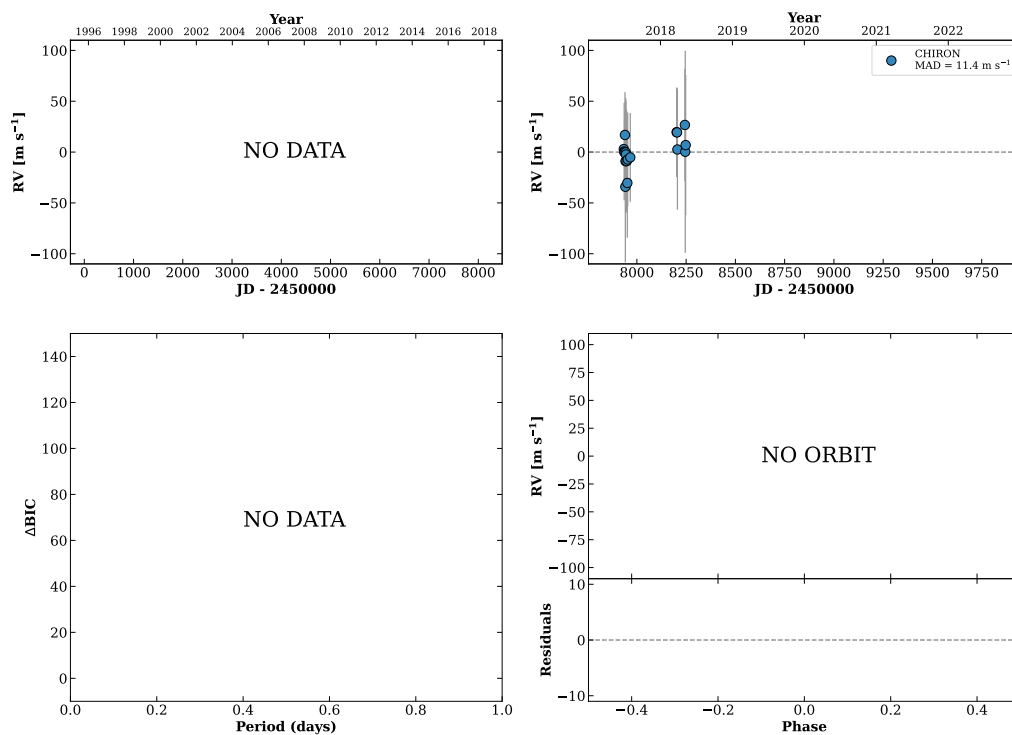 Year
1996 1998 2000 2002 2004 2006 2008 2010 2012 2014 2016 2018
100
50
0
−50
−100
RV [m s⁻¹]
NO DATA
0 1000 2000 3000 4000 5000 6000 7000 8000
JD - 2450000
Year
2018 2019 2020 2021 2022
100
50
0
−50
−100
RV [m s⁻¹]
CHIRON
MAD = 11.4 m s⁻¹
8000 8250 8500 8750 9000 9250 9500 9750
JD - 2450000
140
120
100
80
60
40
20
0
ΔBIC
NO DATA
0.0 0.2 0.4 0.6 0.8 1.0
Period (days)
100
75
50
25
0
−25
−50
−75
−100
RV [m s⁻¹]
NO ORBIT
10
0
−10
Residuals
−0.4 −0.2 0.0 0.2 0.4
Phase